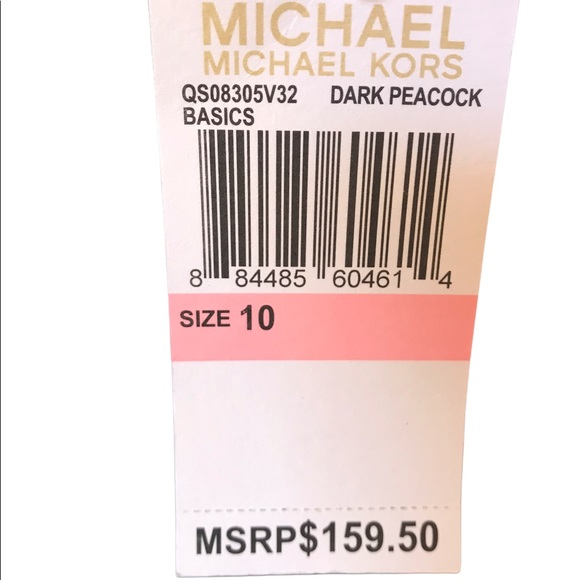 MICHAEL
MICHAEL KORS
QS08305V32 DARK PEACOCK
BASICS
8 84485 60461 4
SIZE 10
MSRP$159.50